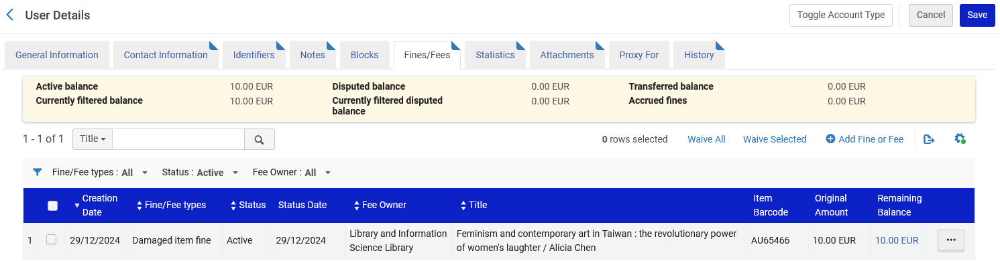 User Details
Toggle Account Type
Cancel
Save
General Information
Contact Information
Identifiers
Notes
Blocks
Fines/Fees
Statistics
Attachments
Proxy For
History
Active balance 10.00 EUR
Disputed balance 0.00 EUR
Transferred balance 0.00 EUR
Currently filtered balance 10.00 EUR
Currently filtered disputed
balance
0.00 EUR
Accrued fines 0.00 EUR
1 - 1 of 1
Title
0 rows selected
Waive All
Waive Selected
Add Fine or Fee
Fine/Fee types : All
Status : Active
Fee Owner : All
Creation
Date
Fine/Fee types
Status
Status Date
Fee Owner
Title
Item
Barcode
Original
Amount
Remaining
Balance
1
29/12/2024
Damaged item fine
Active
29/12/2024
Library and Information
Science Library
Feminism and contemporary art in Taiwan : the revolutionary power
of women's laughter / Alicia Chen
AU65466
10.00 EUR
10.00 EUR